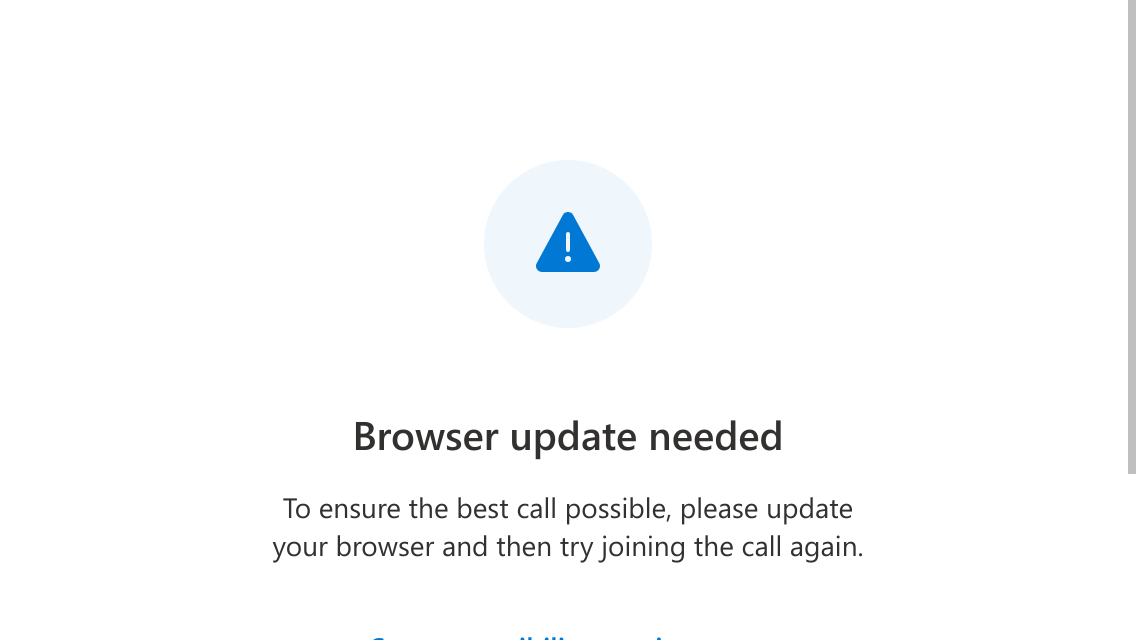 Browser update needed
To ensure the best call possible, please update
your browser and then try joining the call again.